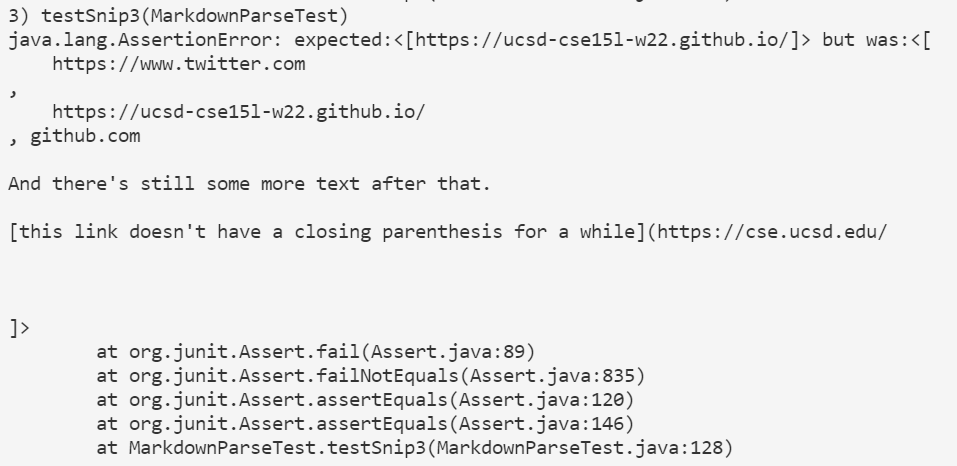 3) testSnip3(MarkdownParseTest)
java.lang.AssertionError: expected:<[https://ucsd-cse15l-w22.github.io/]> but was:<[
    https://www.twitter.com
,
    https://ucsd-cse15l-w22.github.io/
, github.com
And there's still some more text after that.
[this link doesn't have a closing parenthesis for a while](https://cse.ucsd.edu/
]>
        at org.junit.Assert.fail(Assert.java:89)
        at org.junit.Assert.failNotEquals(Assert.java:835)
        at org.junit.Assert.assertEquals(Assert.java:120)
        at org.junit.Assert.assertEquals(Assert.java:146)
        at MarkdownParseTest.testSnip3(MarkdownParseTest.java:128)